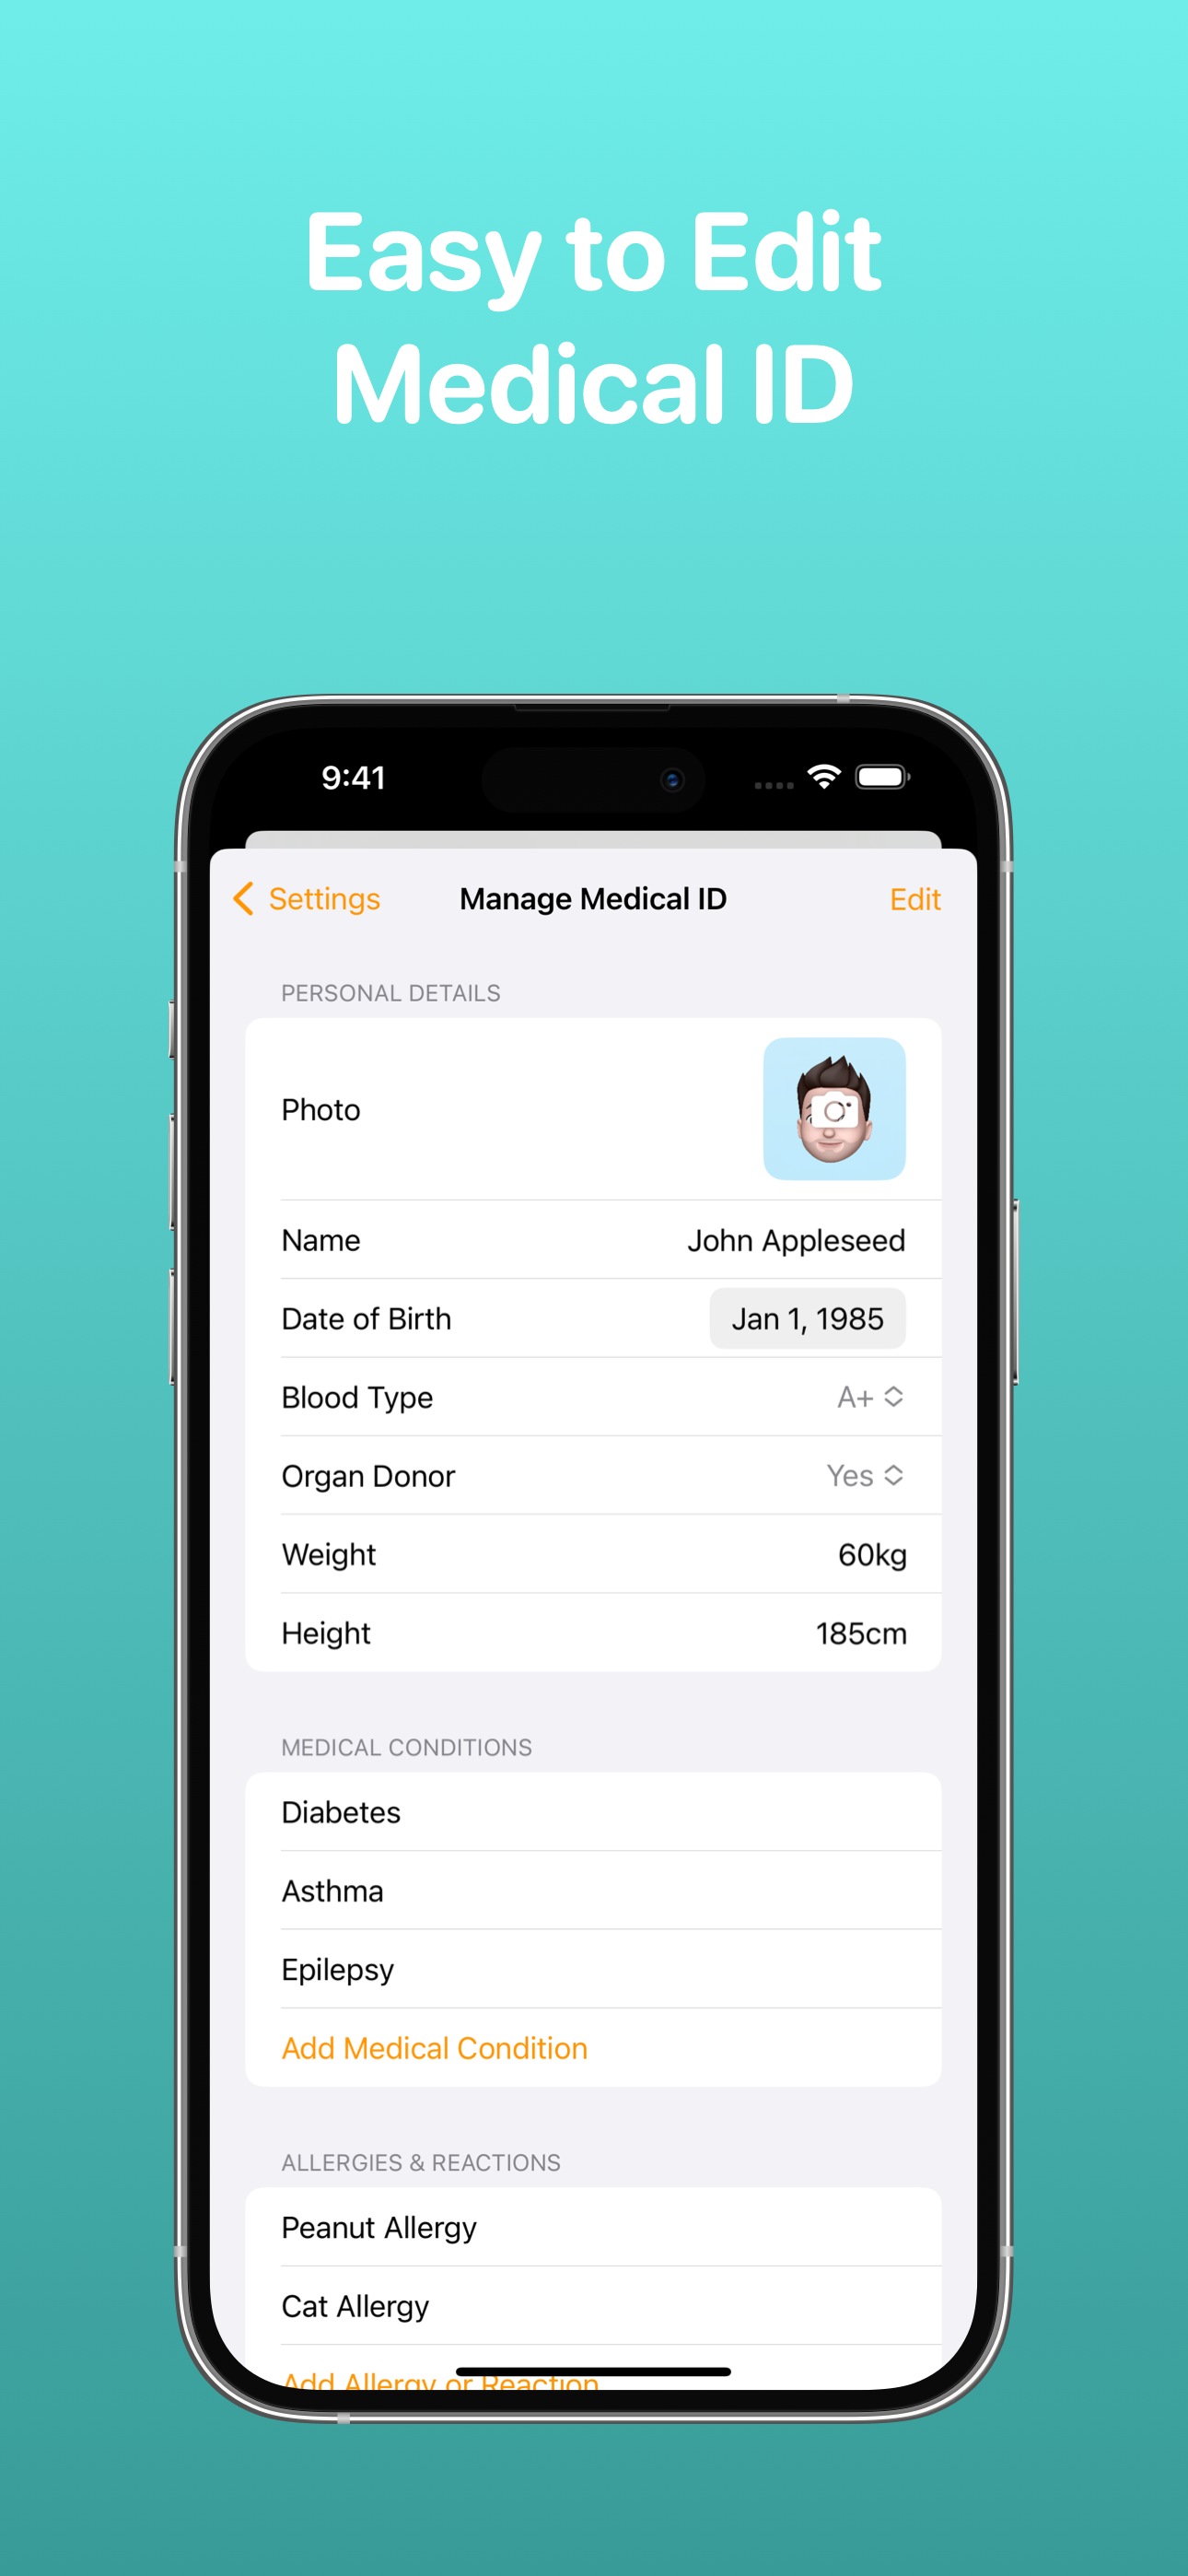 Easy to Edit
Medical ID
9:41
Settings
Manage Medical ID
Edit
PERSONAL DETAILS
Photo
Name
John Appleseed
Date of Birth
Jan 1, 1985
Blood Type
A+
Organ Donor
Yes
Weight
60kg
Height
185cm
MEDICAL CONDITIONS
Diabetes
Asthma
Epilepsy
Add Medical Condition
ALLERGIES & REACTIONS
Peanut Allergy
Cat Allergy
Add Allergy or Reaction